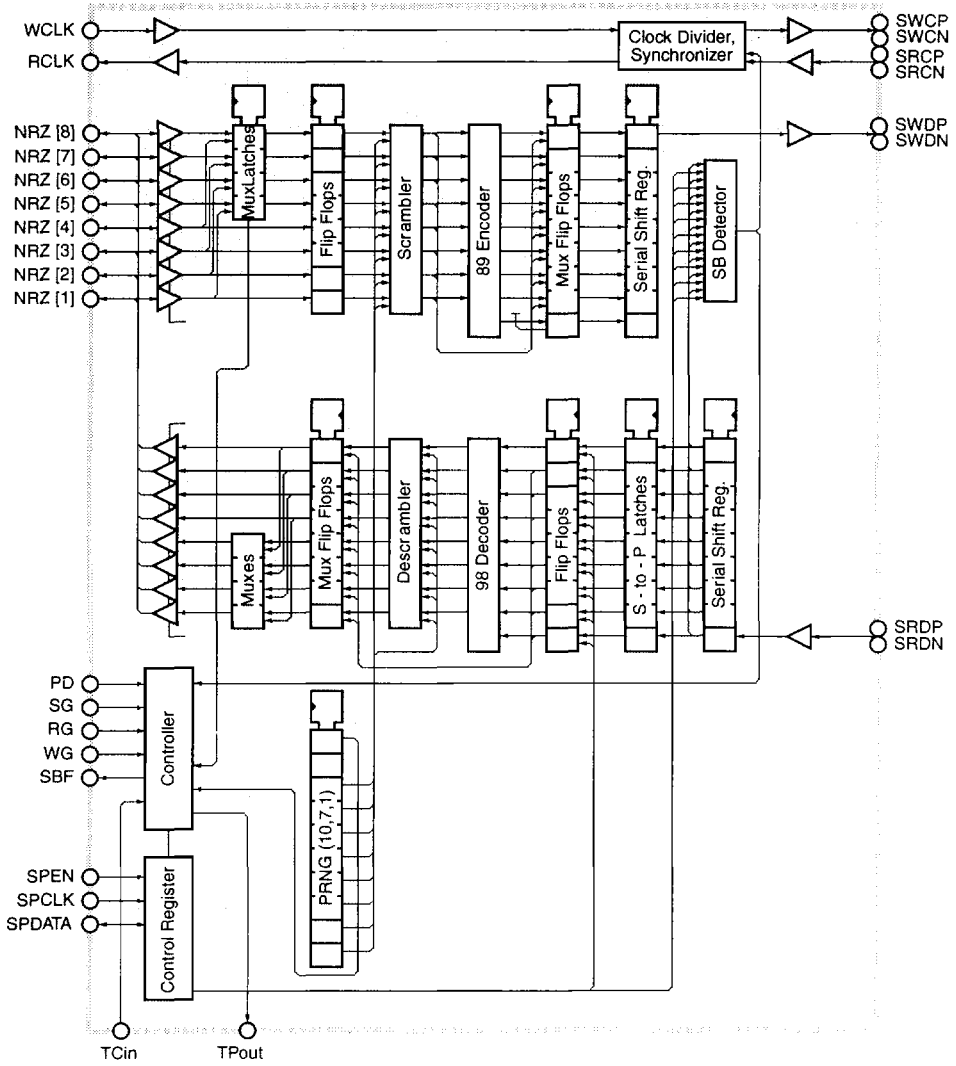 WCLK
RCLK
Clock Divider,
Synchronizer
SWCP
SWCN
SRCP
SRCN
NRZ [8]
NRZ [7]
NRZ [6]
NRZ [5]
NRZ [4]
NRZ [3]
NRZ [2]
NRZ [1]
MuxLatches
Flip Flops
Scrambler
89 Encoder
Mux Flip Flops
Serial Shift Reg.
SB Detector
SWDP
SWDN
Muxes
Mux Flip Flops
Descrambler
98 Decoder
Flip Flops
S - to - P Latches
Serial Shift Reg.
SRDP
SRDN
PD
SG
RG
WG
SBF
Controller
PRNG (10,7,1)
SPEN
SPCLK
SPDATA
Control Register
TCin
TPout